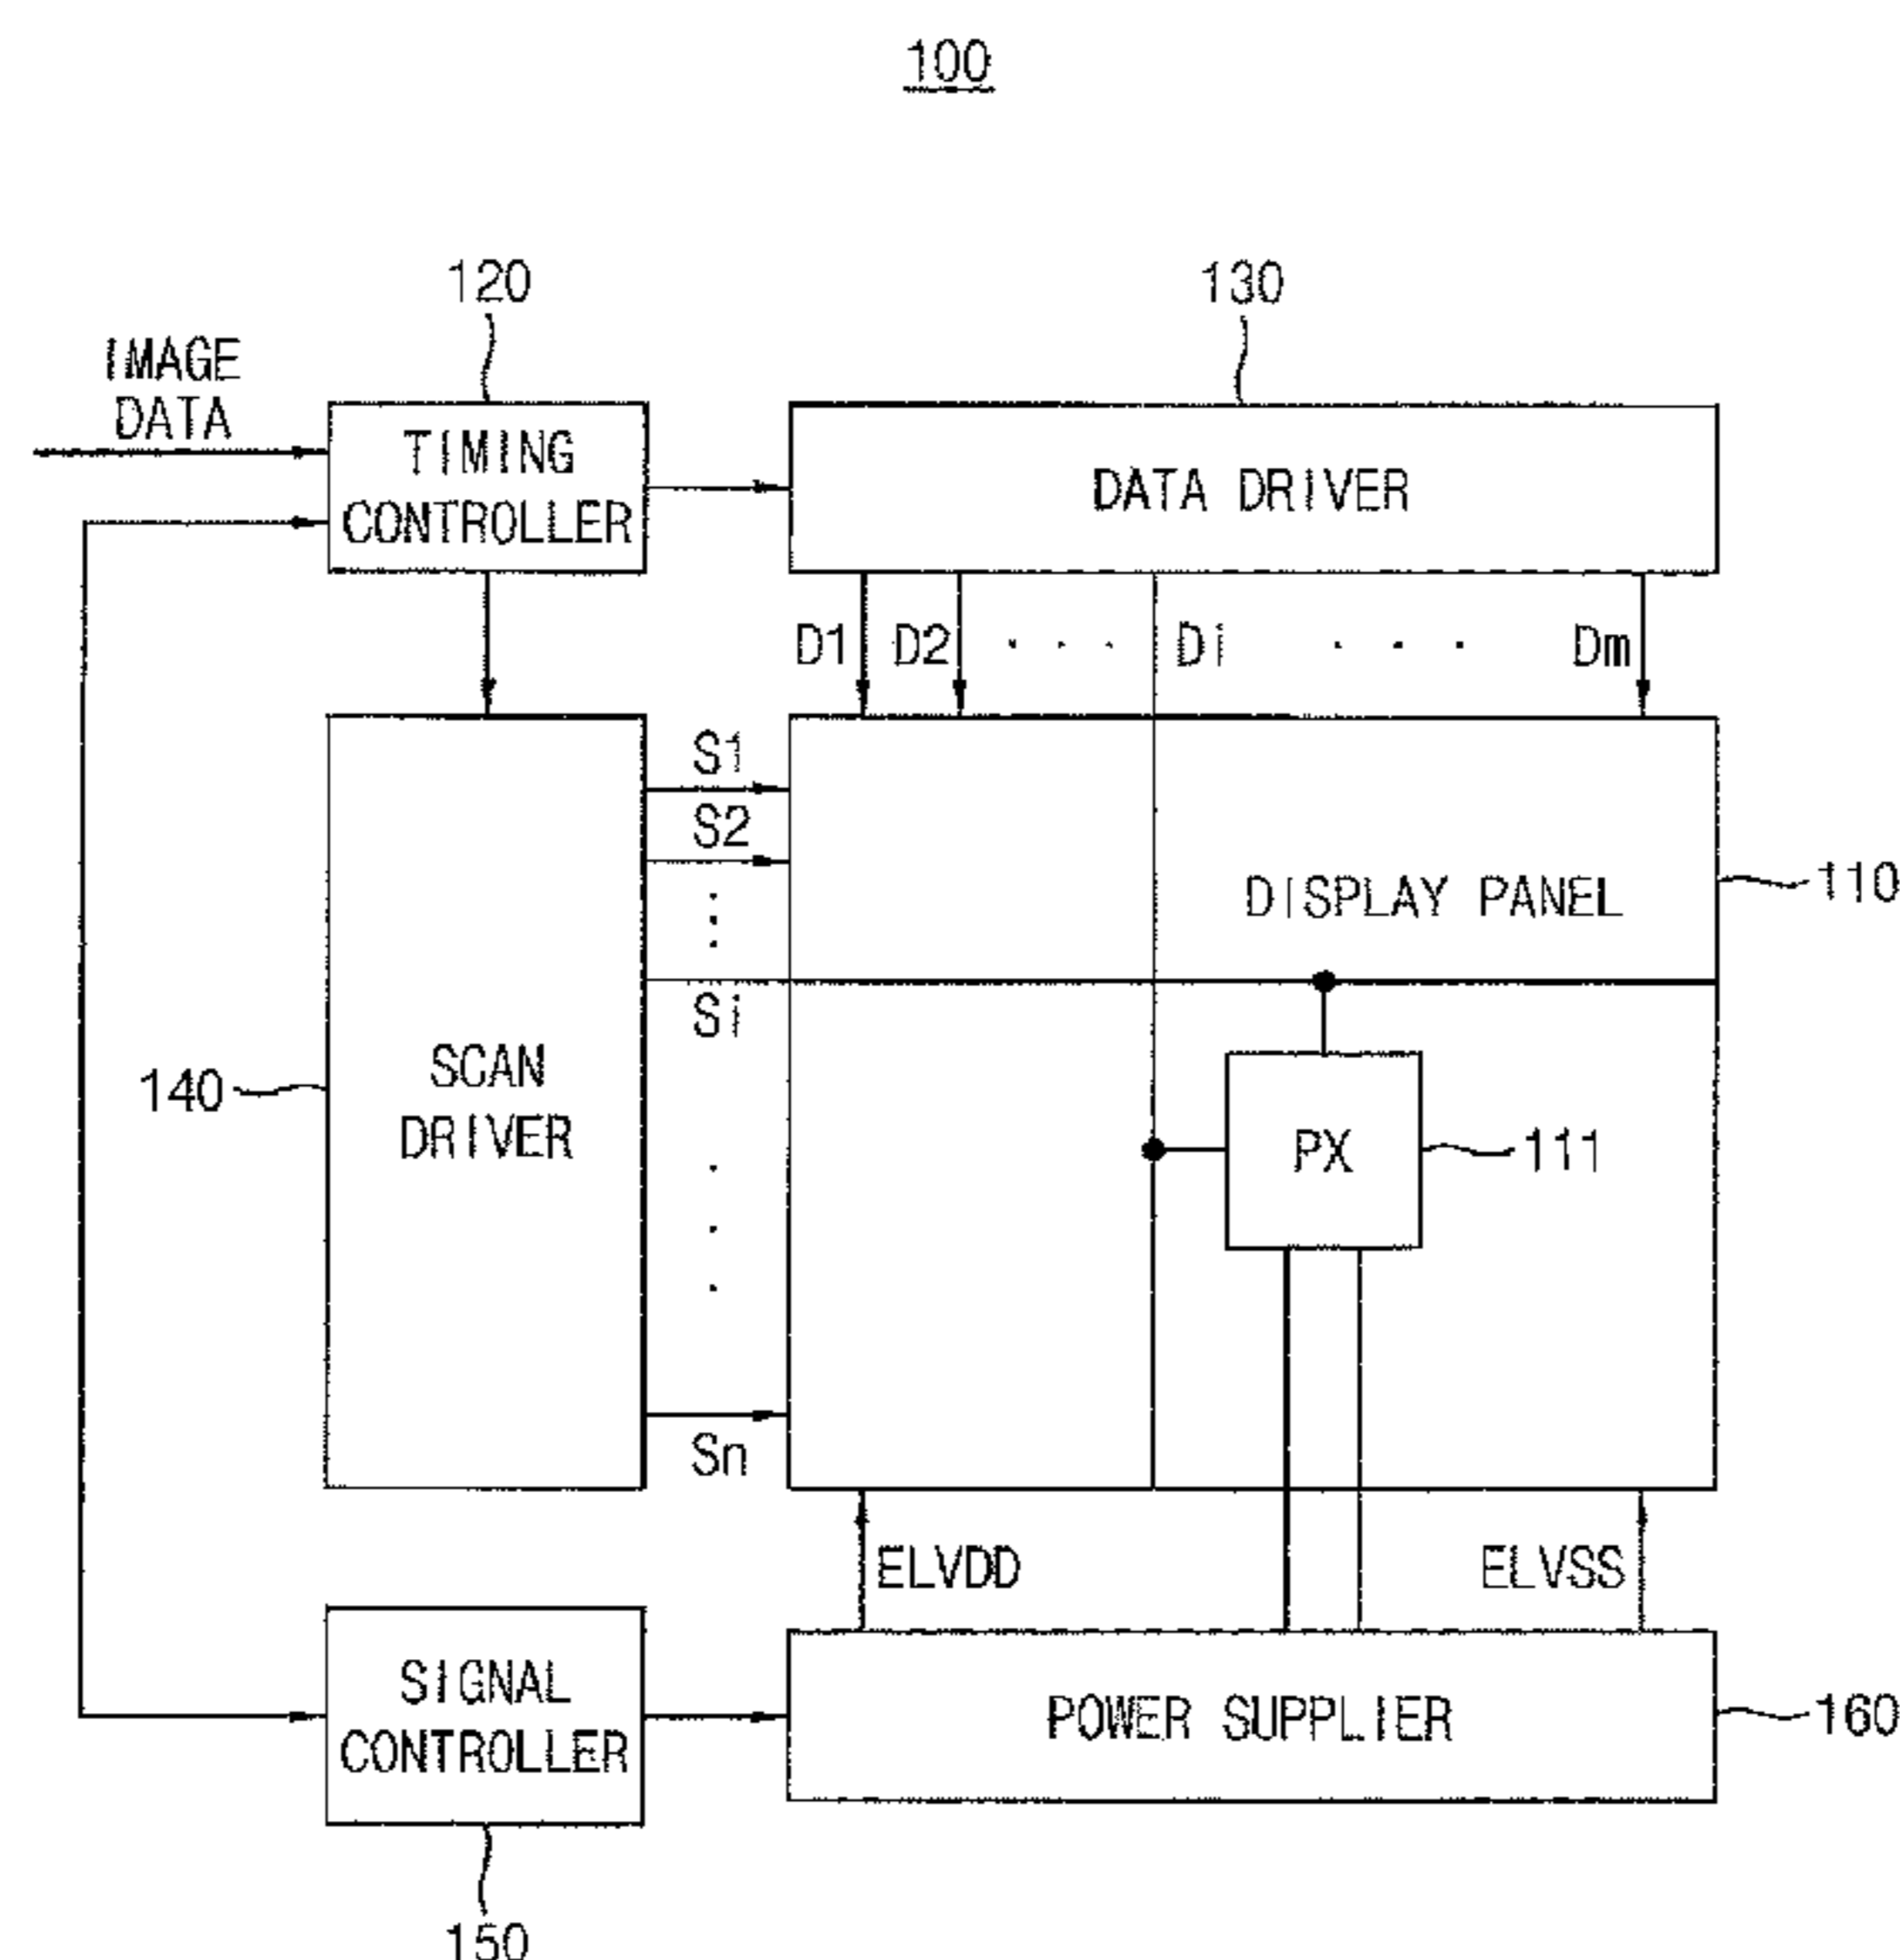 100
120
130
IMAGE
DATA
TIMING
CONTROLLER
DATA DRIVER
D1 D2 · · · Di · · · Dm
S1
S2
DISPLAY PANEL
110
Si
SCAN
DRIVER
140
PX
111
Sn
ELVDD
ELVSS
SIGNAL
CONTROLLER
POWER SUPPLIER
160
150